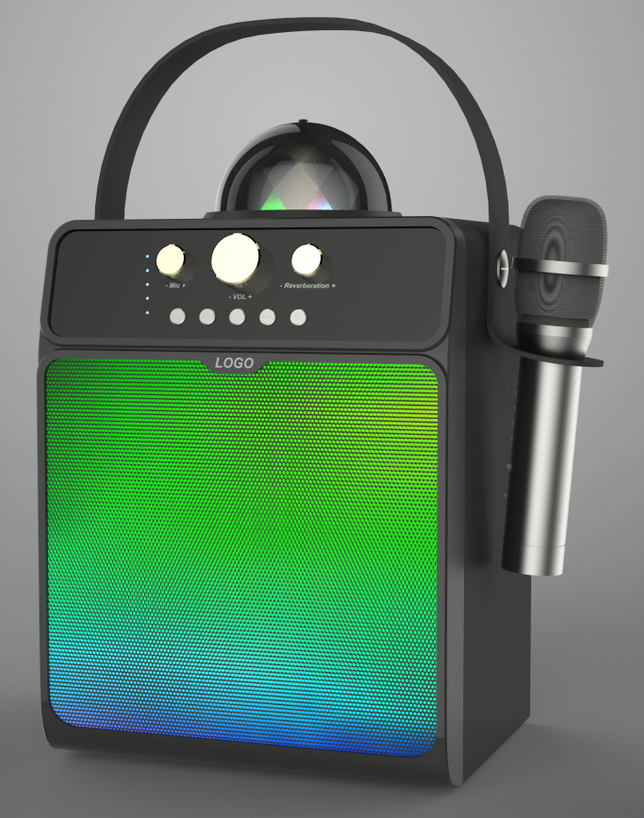 - Mic +
- VOL +
- Reverberation +
LOGO